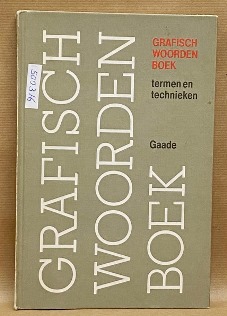 GRAFISCH
WOORDEN
BOEK
GRAFISCH
WOORDEN
BOEK
termen en
technieken
Gaade